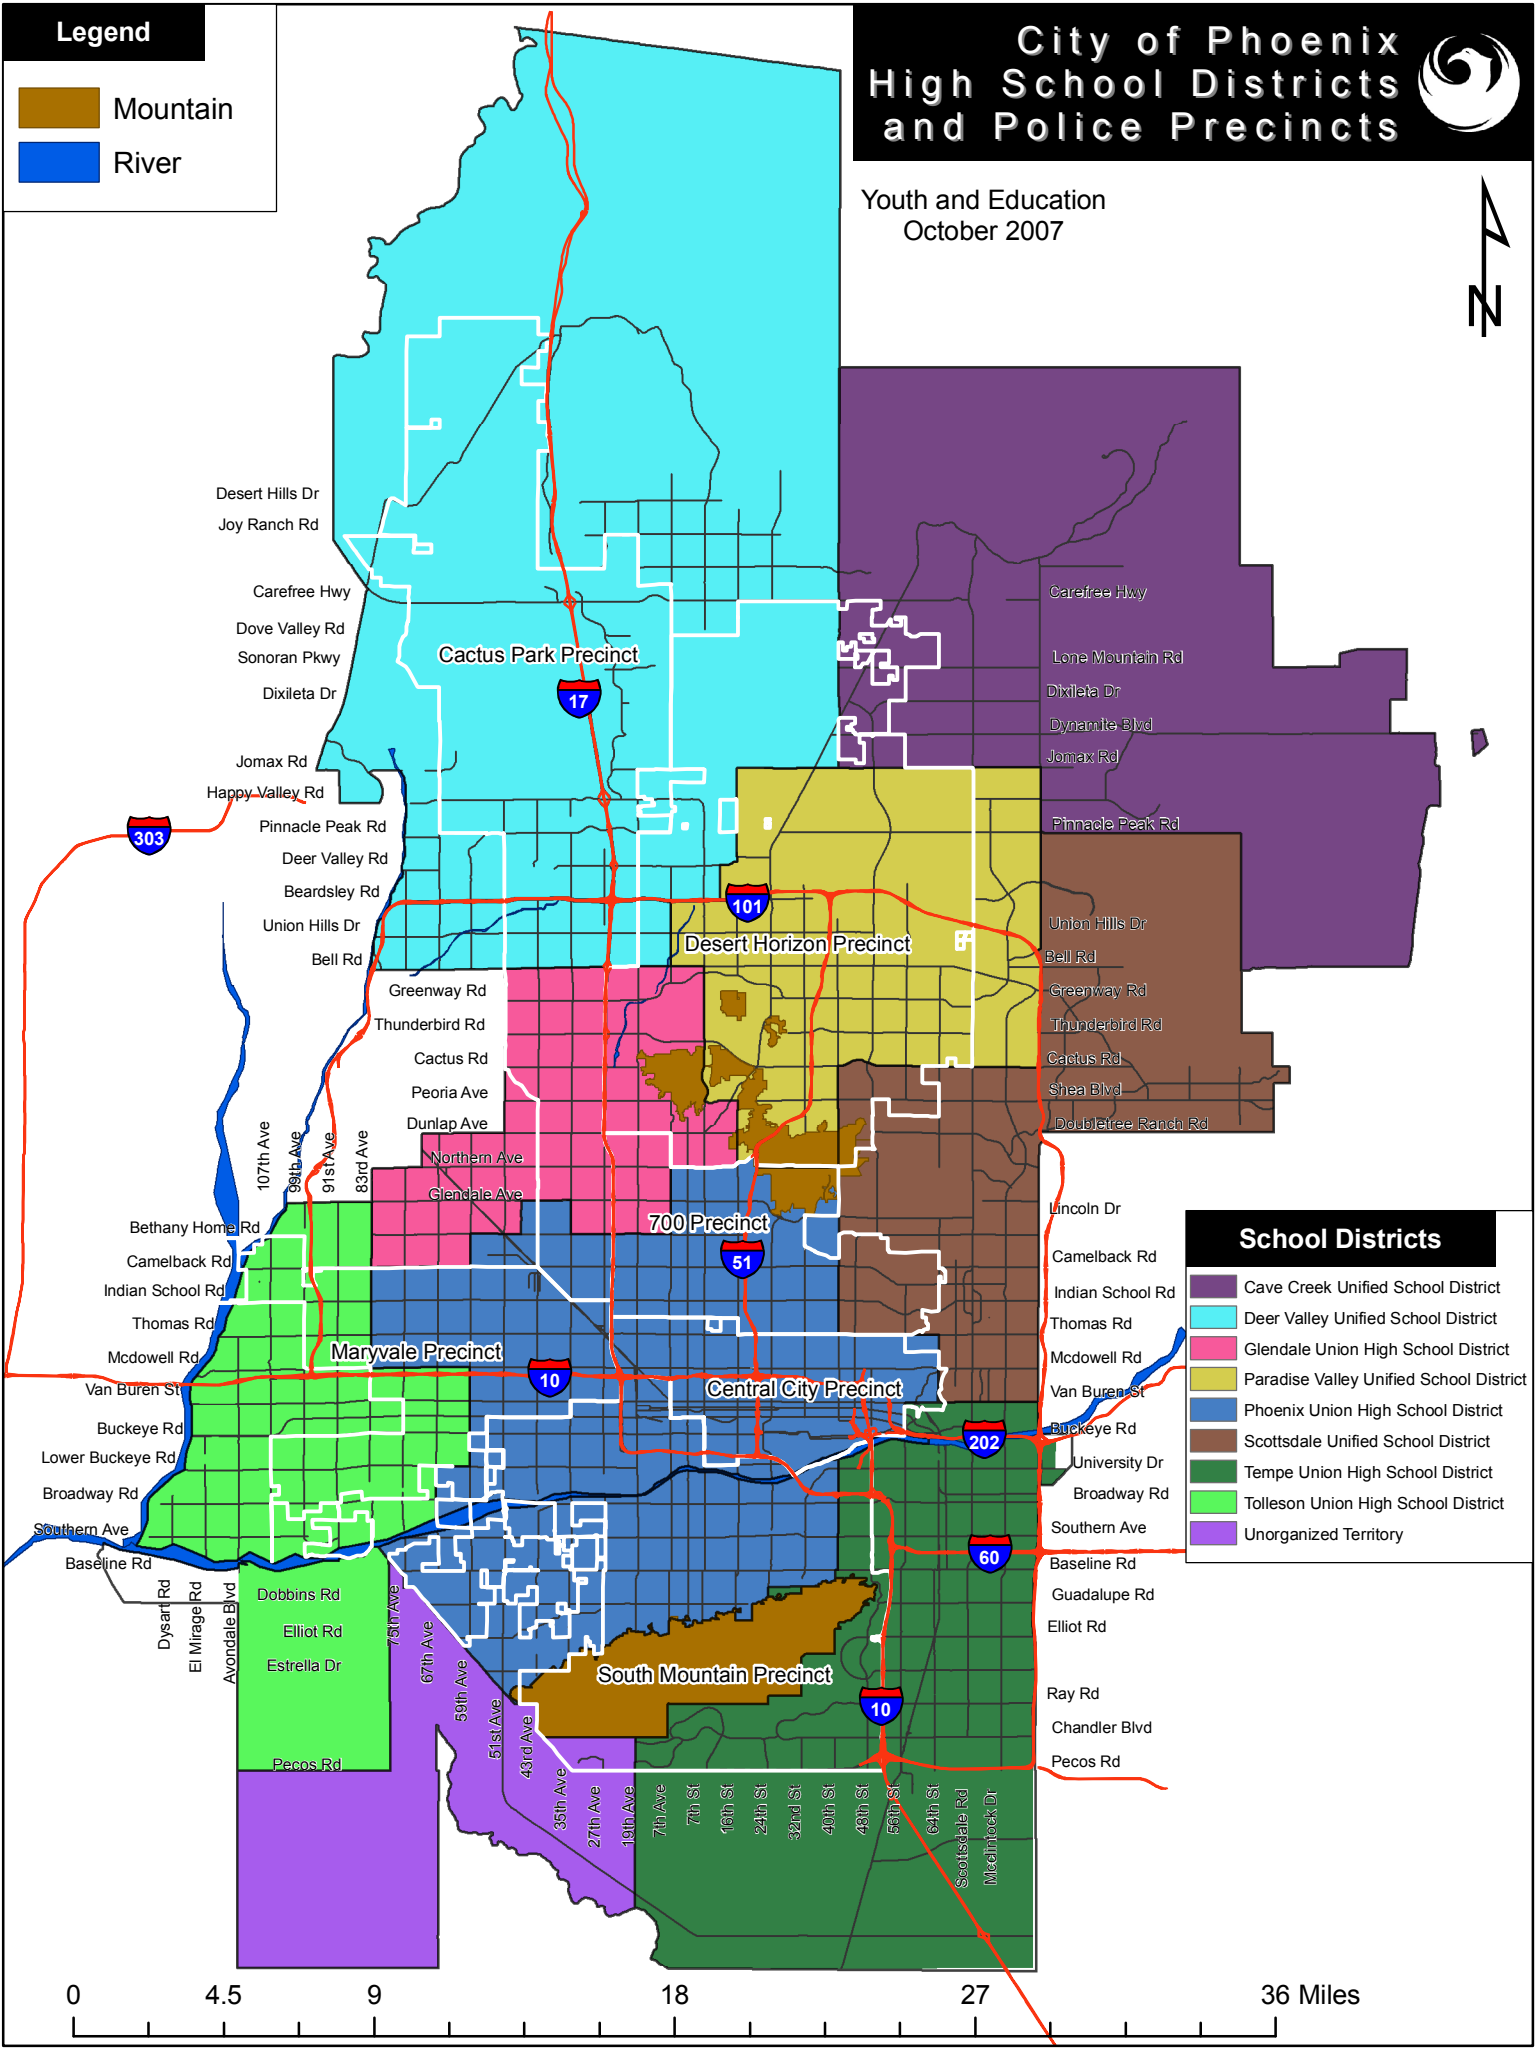 Legend
Mountain
River
City of Phoenix
High School Districts
and Police Precincts
Youth and Education
October 2007
N
Desert Hills Dr
Joy Ranch Rd
Carefree Hwy
Dove Valley Rd
Sonoran Pkwy
Dixileta Dr
Jomax Rd
Happy Valley Rd
Pinnacle Peak Rd
Deer Valley Rd
Beardsley Rd
Union Hills Dr
Bell Rd
Greenway Rd
Thunderbird Rd
Cactus Rd
Peoria Ave
Dunlap Ave
Northern Ave
Glendale Ave
107th Ave
99th Ave
91st Ave
83rd Ave
Bethany Home Rd
Camelback Rd
Indian School Rd
Thomas Rd
Mcdowell Rd
Van Buren St
Buckeye Rd
Lower Buckeye Rd
Broadway Rd
Southern Ave
Baseline Rd
Dobbins Rd
Elliot Rd
Estrella Dr
Pecos Rd
Dysart Rd
El Mirage Rd
Avondale Blvd
75th Ave
67th Ave
59th Ave
51st Ave
43rd Ave
35th Ave
27th Ave
19th Ave
7th Ave
7th St
16th St
24th St
32nd St
40th St
48th St
56th St
64th St
Scottsdale Rd
Mcclintock Dr
Cactus Park Precinct
17
303
101
Desert Horizon Precinct
700 Precinct
51
Maryvale Precinct
10
Central City Precinct
202
60
South Mountain Precinct
10
Carefree Hwy
Lone Mountain Rd
Dixileta Dr
Dynamite Blvd
Jomax Rd
Pinnacle Peak Rd
Union Hills Dr
Bell Rd
Greenway Rd
Thunderbird Rd
Cactus Rd
Shea Blvd
Doubletree Ranch Rd
Lincoln Dr
Camelback Rd
Indian School Rd
Thomas Rd
Mcdowell Rd
Van Buren St
Buckeye Rd
University Dr
Broadway Rd
Southern Ave
Baseline Rd
Guadalupe Rd
Elliot Rd
Ray Rd
Chandler Blvd
Pecos Rd
School Districts
Cave Creek Unified School District
Deer Valley Unified School District
Glendale Union High School District
Paradise Valley Unified School District
Phoenix Union High School District
Scottsdale Unified School District
Tempe Union High School District
Tolleson Union High School District
Unorganized Territory
0 4.5 9 18 27 36 Miles